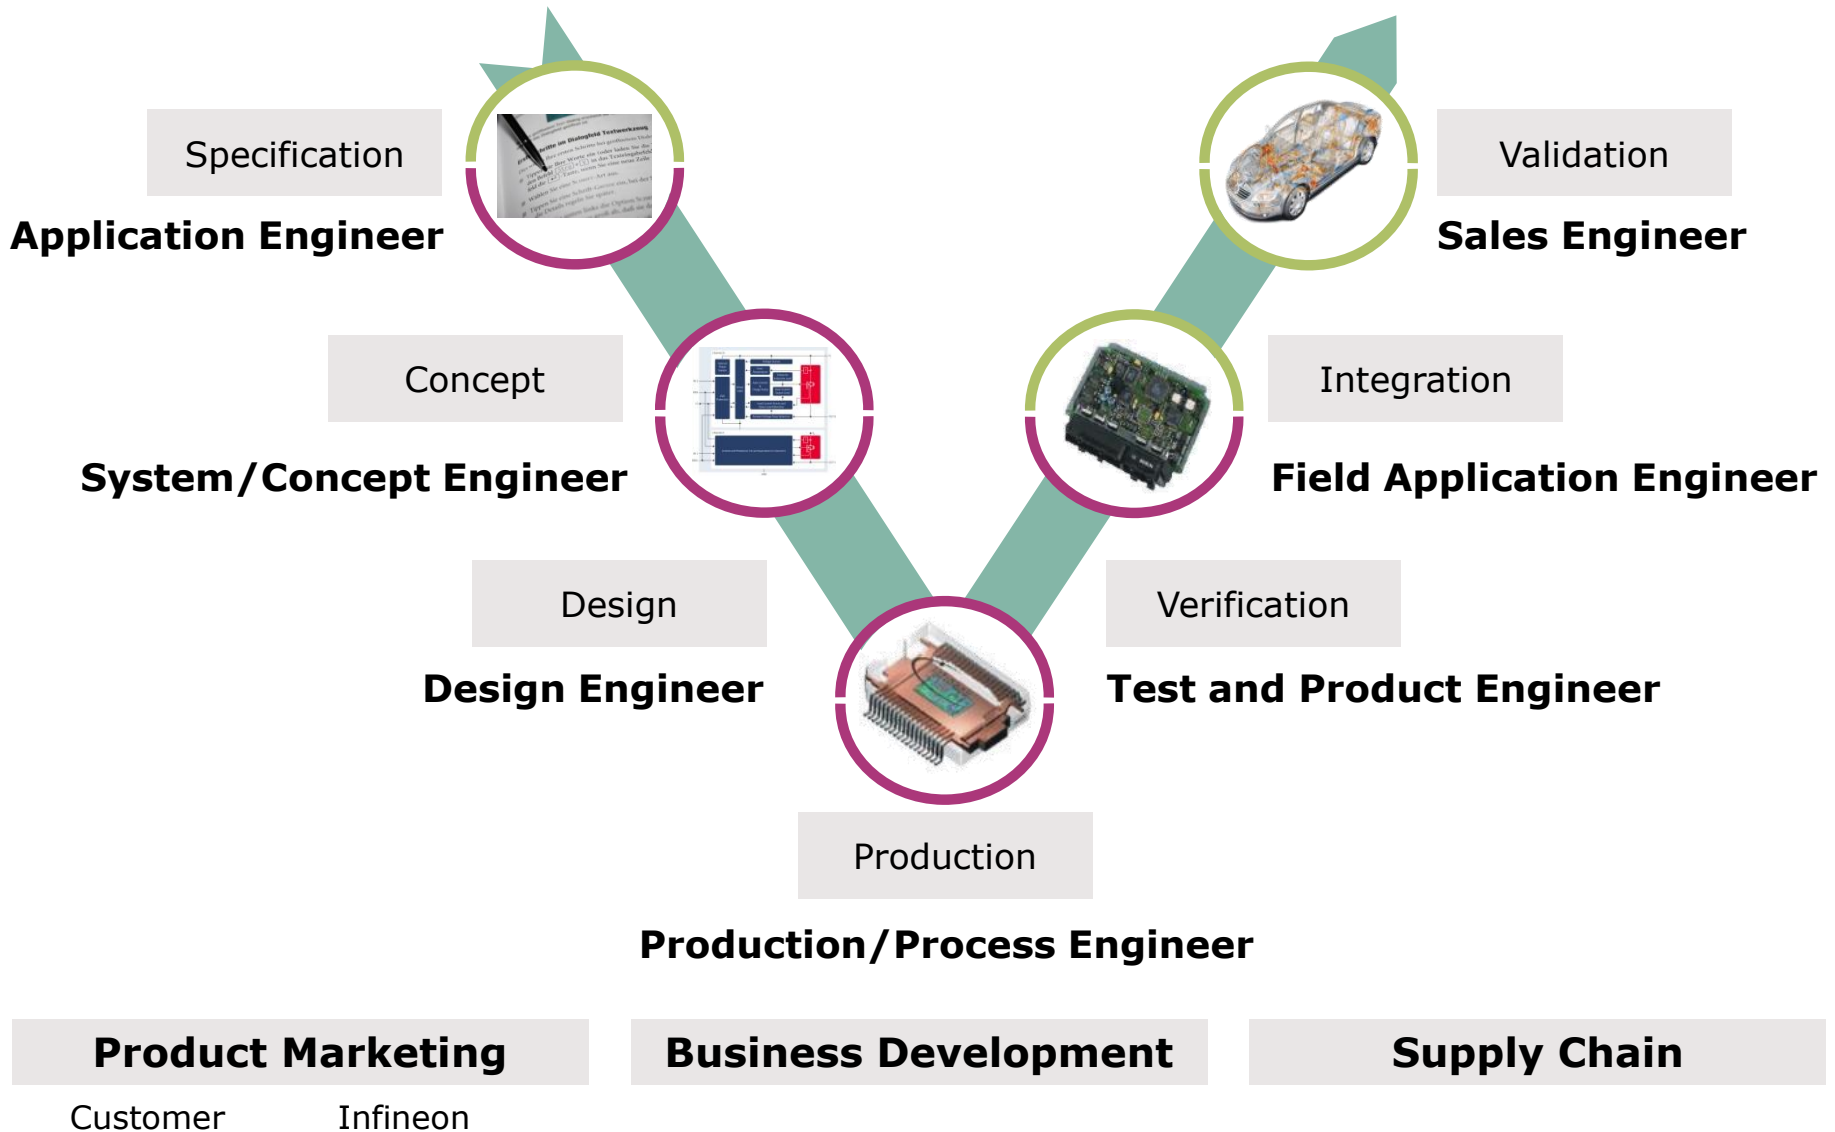 Specification
Application Engineer
Validation
Sales Engineer
Concept
System/Concept Engineer
Integration
Field Application Engineer
Design
Design Engineer
Verification
Test and Product Engineer
Production
Production/Process Engineer
Product Marketing
Business Development
Supply Chain
Customer
Infineon